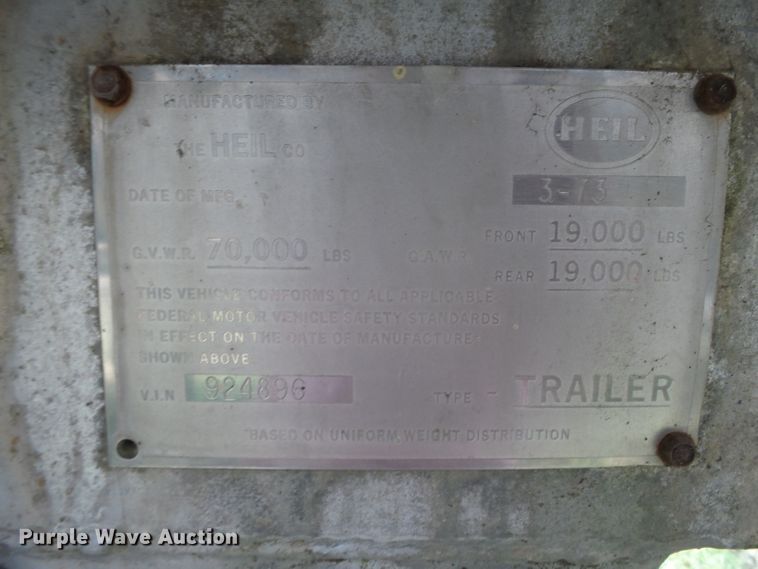 MANUFACTURED BY
THE HEIL CO
HEIL
DATE OF MFG. 3-73
G.V.W.R. 70,000 LBS G.A.W.R. FRONT 19,000 LBS
REAR 19,000 LBS
THIS VEHICLE CONFORMS TO ALL APPLICABLE
FEDERAL MOTOR VEHICLE SAFETY STANDARDS
IN EFFECT ON THE DATE OF MANUFACTURE
SHOWN ABOVE
V.I.N 924890 TYPE - TRAILER
*BASED ON UNIFORM WEIGHT DISTRIBUTION
Purple Wave Auction